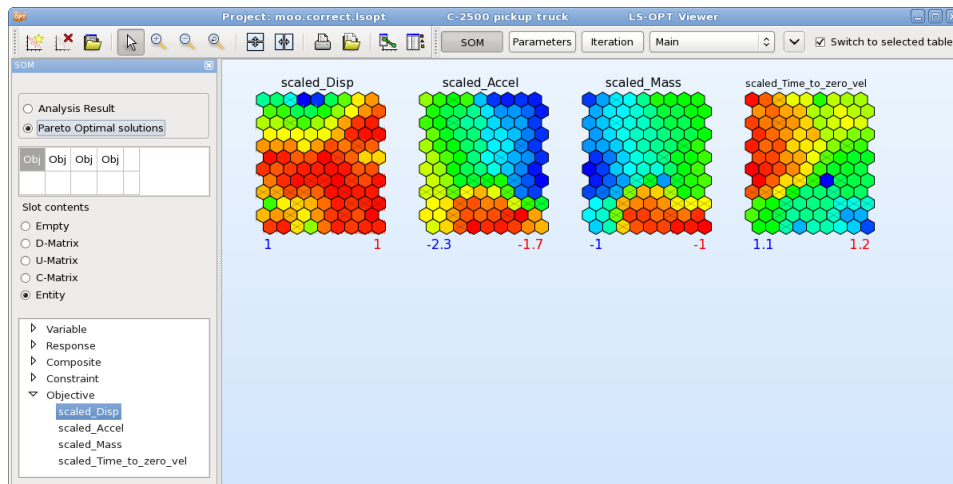 Project: moo.correct.lsopt C-2500 pickup truck LS-OPT Viewer
SOM Parameters Iteration Main Switch to selected table
SOM
Analysis Result
Pareto Optimal solutions
Obj Obj Obj Obj
Slot contents
Empty
D-Matrix
U-Matrix
C-Matrix
Entity
Variable
Response
Composite
Constraint
Objective
scaled_Disp
scaled_Accel
scaled_Mass
scaled_Time_to_zero_vel
scaled_Disp scaled_Accel scaled_Mass scaled_Time_to_zero_vel
1 1 -2.3 -1.7 -1 -1 1.1 1.2